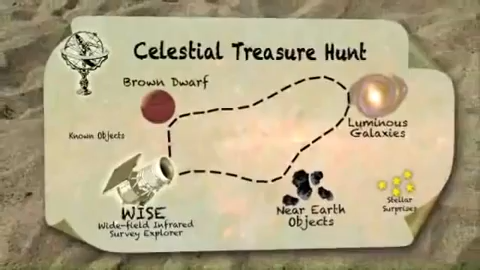 Celestial Treasure Hunt
Brown Dwarf
Known Objects
Luminous
Galaxies
WISE
Wide-field Infrared
Survey Explorer
Near Earth
Objects
Stellar
Surprises